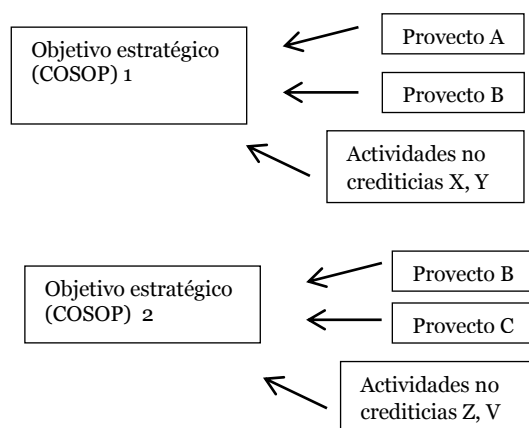 Objetivo estratégico
(COSOP) 1
Provecto A
Provecto B
Actividades no
crediticias X, Y
Objetivo estratégico
(COSOP) 2
Provecto B
Provecto C
Actividades no
crediticias Z, V